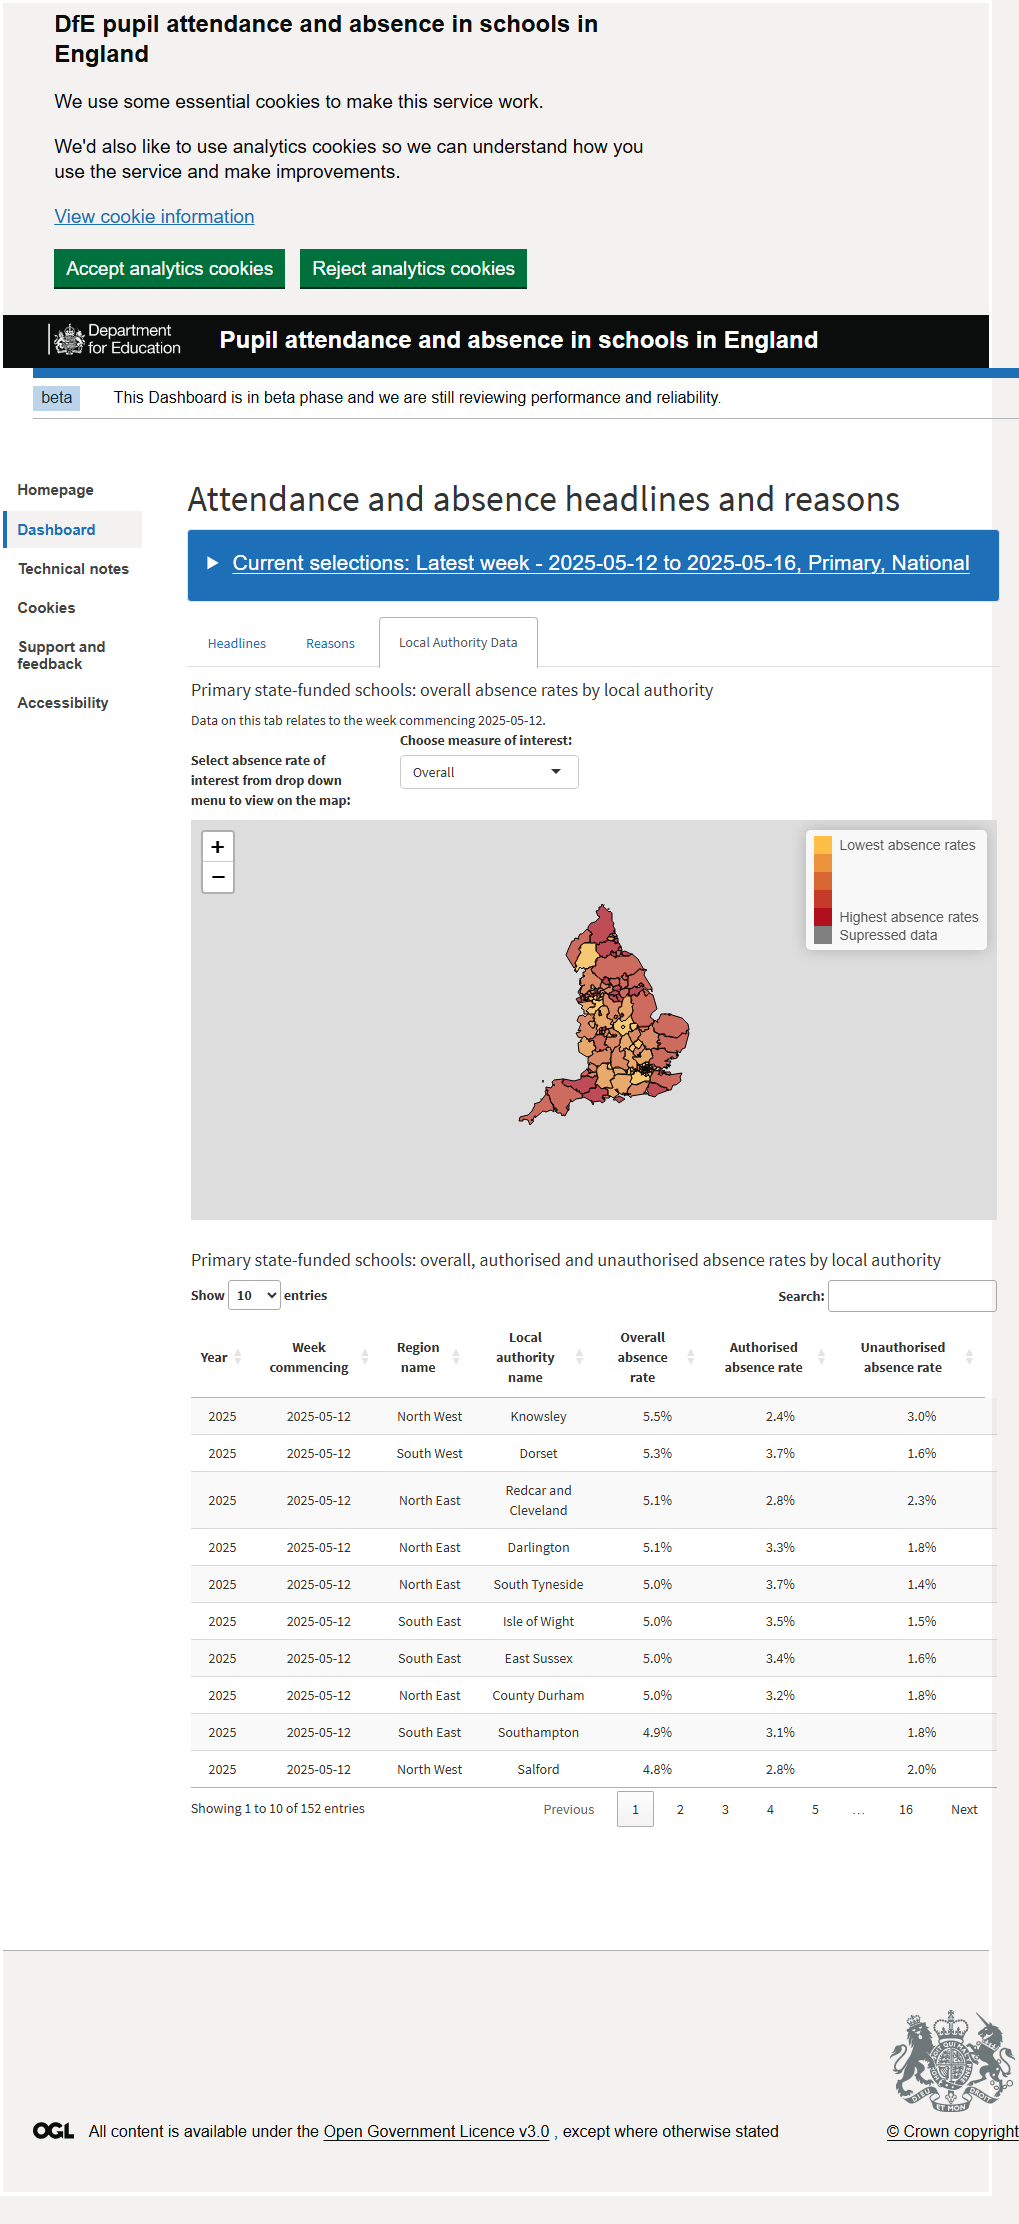 DfE pupil attendance and absence in schools in
England
We use some essential cookies to make this service work.
We'd also like to use analytics cookies so we can understand how you
use the service and make improvements.
View cookie information
Accept analytics cookies
Reject analytics cookies
Department
for Education
Pupil attendance and absence in schools in England
beta
This Dashboard is in beta phase and we are still reviewing performance and reliability.
Homepage
Dashboard
Technical notes
Cookies
Support and
feedback
Accessibility
Attendance and absence headlines and reasons
Current selections: Latest week - 2025-05-12 to 2025-05-16, Primary, National
Headlines
Reasons
Local Authority Data
Primary state-funded schools: overall absence rates by local authority
Data on this tab relates to the week commencing 2025-05-12.
Select absence rate of
interest from drop down
menu to view on the map:
Choose measure of interest:
Overall
+
−
Lowest absence rates
Highest absence rates
Supressed data
Primary state-funded schools: overall, authorised and unauthorised absence rates by local authority
Show 10 entries
Search:
Year Week commencing Region name Local authority name Overall absence rate Authorised absence rate Unauthorised absence rate
2025 2025-05-12 North West Knowsley 5.5% 2.4% 3.0%
2025 2025-05-12 South West Dorset 5.3% 3.7% 1.6%
2025 2025-05-12 North East Redcar and Cleveland 5.1% 2.8% 2.3%
2025 2025-05-12 North East Darlington 5.1% 3.3% 1.8%
2025 2025-05-12 North East South Tyneside 5.0% 3.7% 1.4%
2025 2025-05-12 South East Isle of Wight 5.0% 3.5% 1.5%
2025 2025-05-12 South East East Sussex 5.0% 3.4% 1.6%
2025 2025-05-12 North East County Durham 5.0% 3.2% 1.8%
2025 2025-05-12 South East Southampton 4.9% 3.1% 1.8%
2025 2025-05-12 North West Salford 4.8% 2.8% 2.0%
Showing 1 to 10 of 152 entries
Previous 1 2 3 4 5 … 16 Next
DIEU ET MON DROIT
OGL
All content is available under the Open Government Licence v3.0 , except where otherwise stated
© Crown copyright